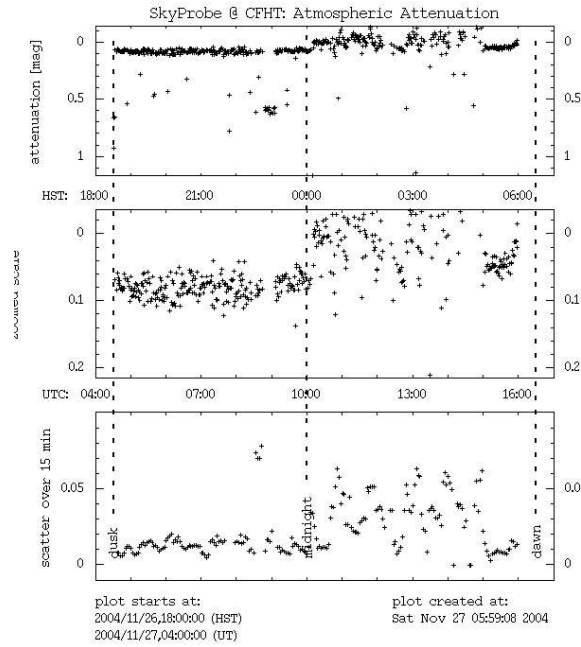 SkyProbe @ CFHT: Atmospheric Attenuation
attenuation [mag]
0
0.5
1
0
0.5
1
HST: 18:00 21:00 00:00 03:00 06:00
zoomed scale
0
0.1
0.2
0
0.1
0.2
UTC: 04:00 07:00 10:00 13:00 16:00
scatter over 15 min
0.05
0
0.0
0
dusk
midnight
dawn
plot starts at:
2004/11/26,18:00:00 (HST)
2004/11/27,04:00:00 (UT)
plot created at:
Sat Nov 27 05:59:08 2004